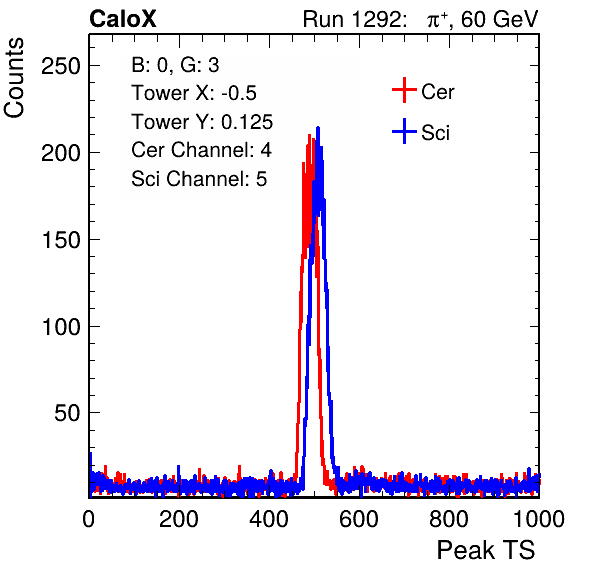 CaloX Run 1292: π⁺, 60 GeV
Counts
250
200
150
100
50
B: 0, G: 3
Tower X: -0.5
Tower Y: 0.125
Cer Channel: 4
Sci Channel: 5
Cer
Sci
0 200 400 600 800 1000
Peak TS